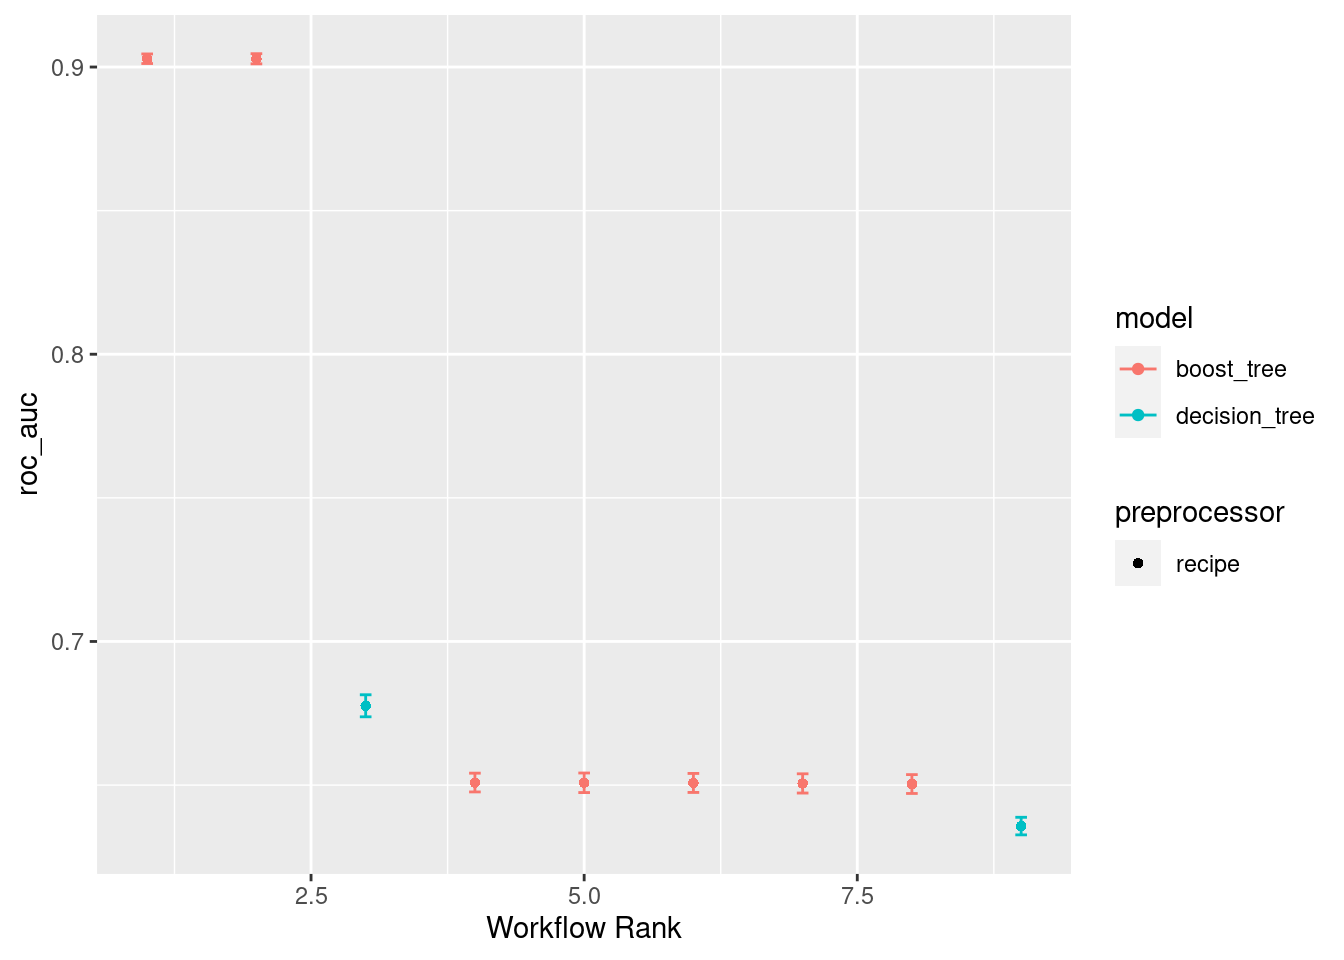 0.9
0.8
0.7
roc_auc
2.5
5.0
7.5
Workflow Rank
model
boost_tree
decision_tree
preprocessor
recipe